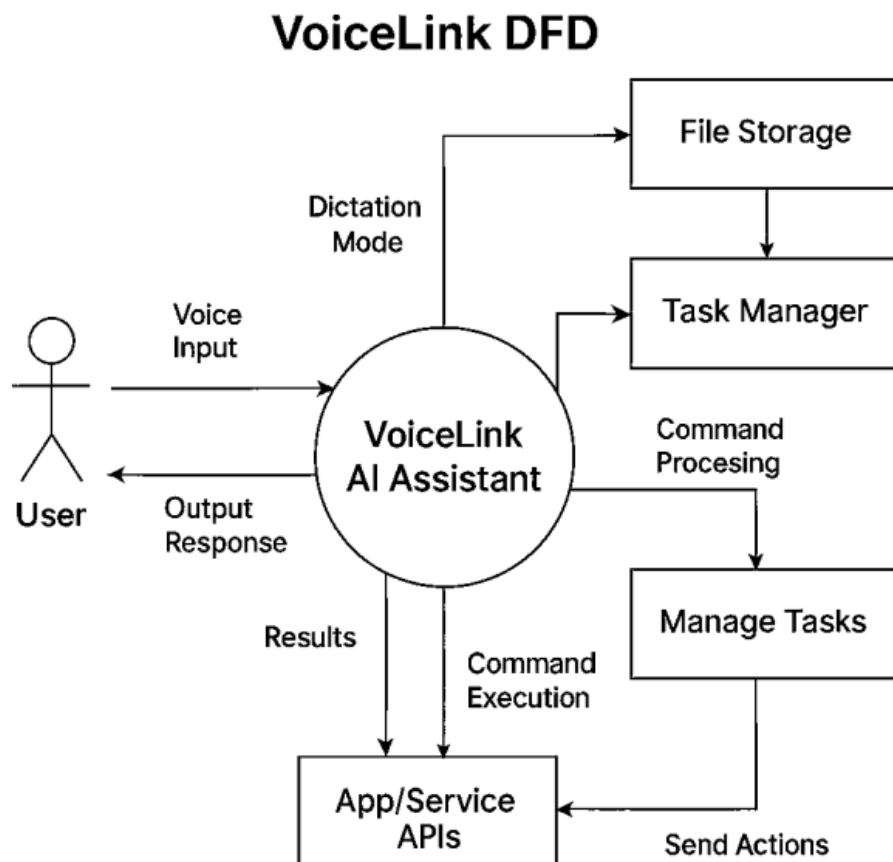 VoiceLink DFD
File Storage
Dictation
Mode
Task Manager
Voice
Input
VoiceLink
AI Assistant
Command
Procesing
User
Output
Response
Manage Tasks
Results
Command
Execution
App/Service
APIs
Send Actions